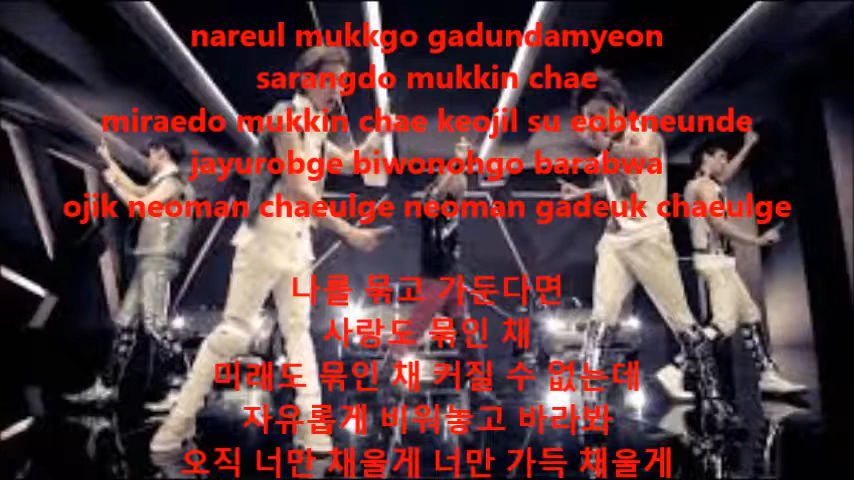 nareul mukkgo gadundamyeon
sarangdo mukkin chae
miraedo mukkin chae keojil su eobtneunde
jayurobge biwonohgo barabwa
ojik neoman chaeulge neoman gadeuk chaeulge
나를 묶고 가둔다면
사랑도 묶인 채
미래도 묶인 채 커질 수 없는데
자유롭게 비워놓고 바라봐
오직 너만 채울게 너만 가득 채울게